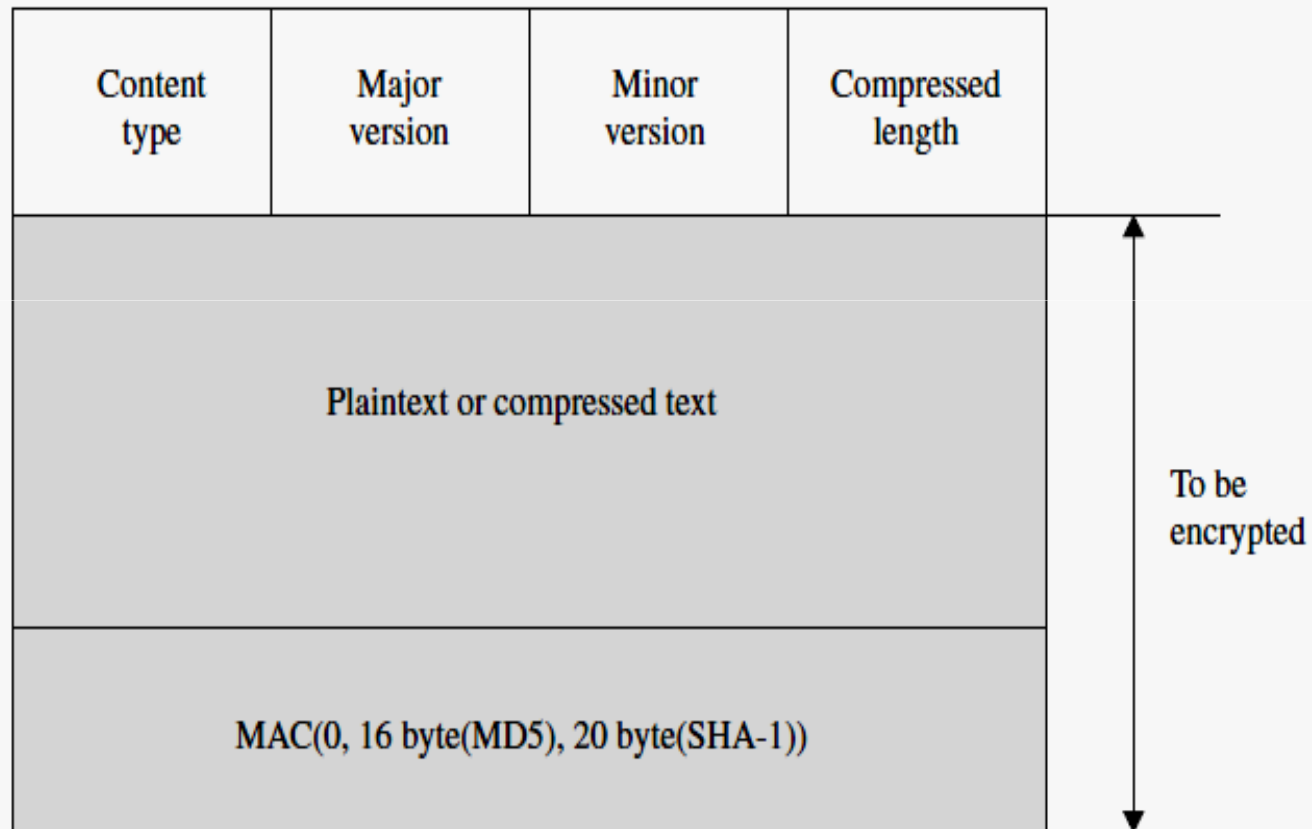 Content
type
Major
version
Minor
version
Compressed
length
Plaintext or compressed text
To be
encrypted
MAC(0, 16 byte(MD5), 20 byte(SHA-1))